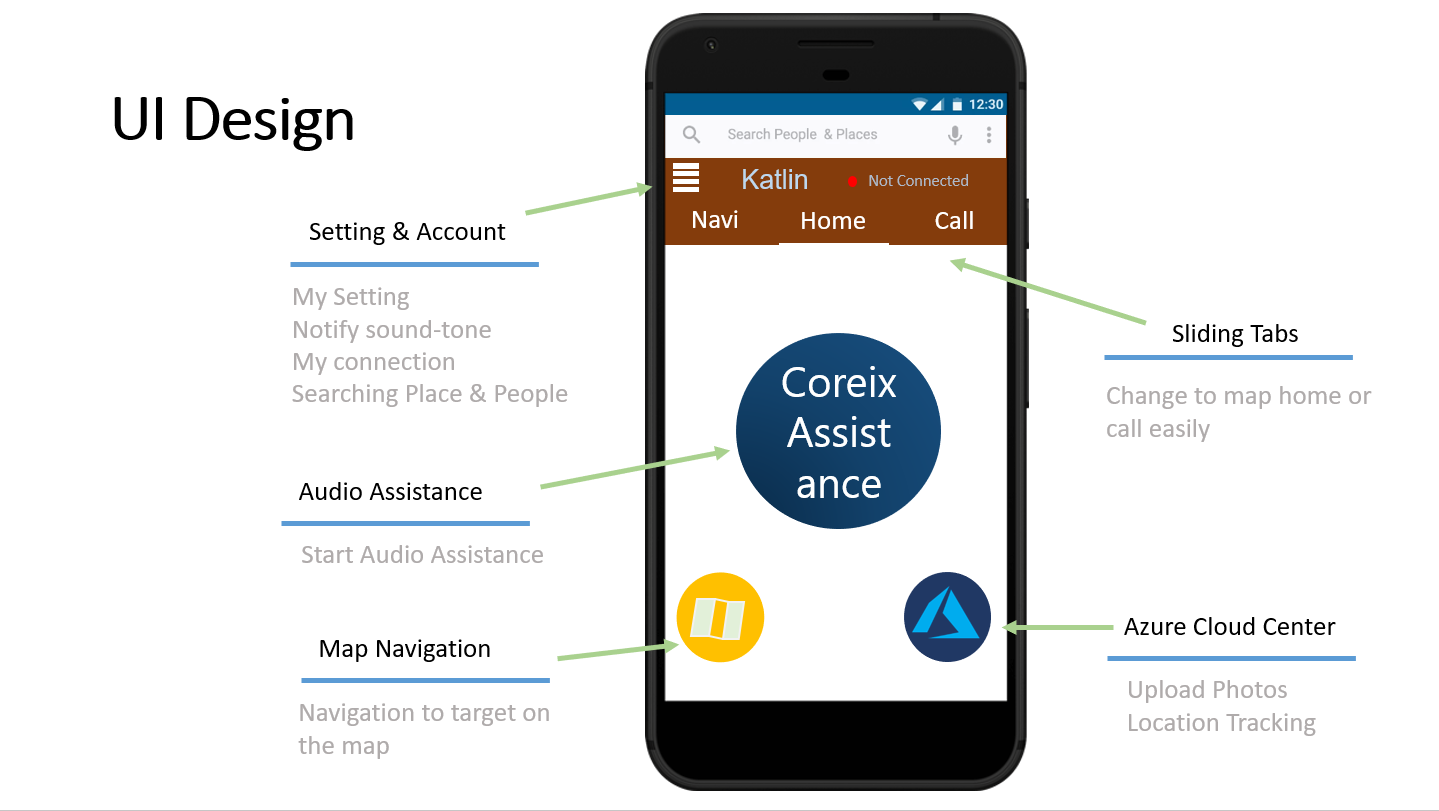 UI Design
12:30
Search People & Places
Katlin
Not Connected
Navi
Home
Call
Setting & Account
My Setting
Notify sound-tone
My connection
Searching Place & People
Sliding Tabs
Change to map home or
call easily
Coreix
Assist
ance
Audio Assistance
Start Audio Assistance
Map Navigation
Navigation to target on
the map
Azure Cloud Center
Upload Photos
Location Tracking